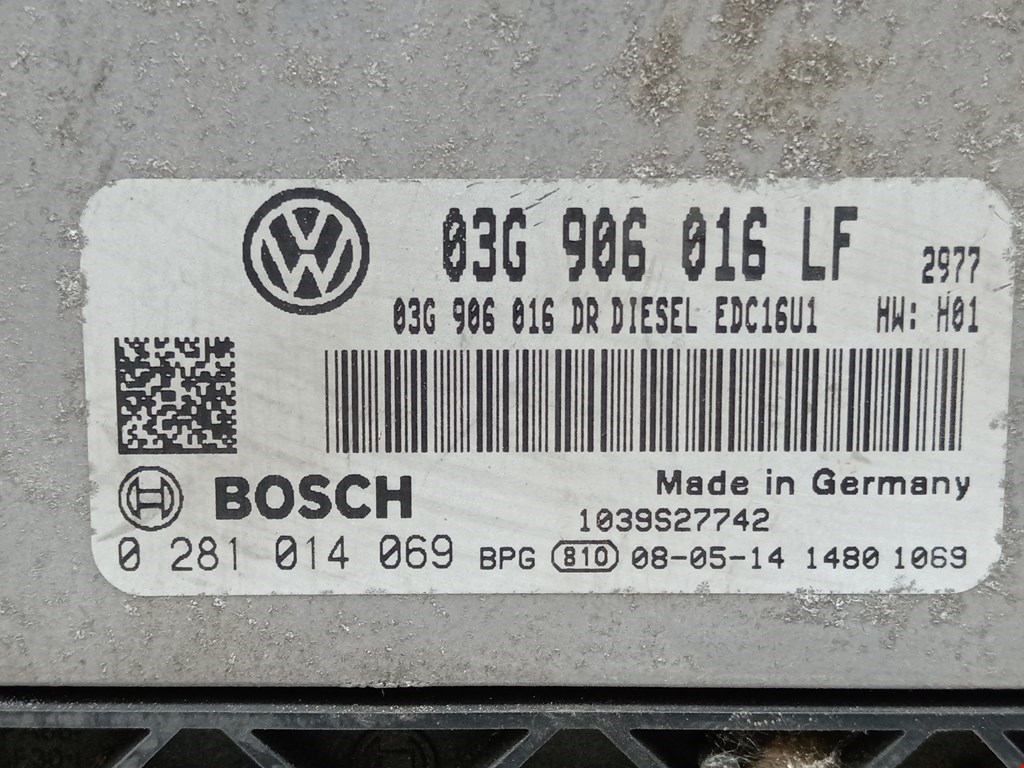 03G 906 016 LF 2977
03G 906 016 DR DIESEL EDC16U1 HW: H01
BOSCH
Made in Germany
1039S27742
0 281 014 069 BPG 810 08-05-14 1480 1069